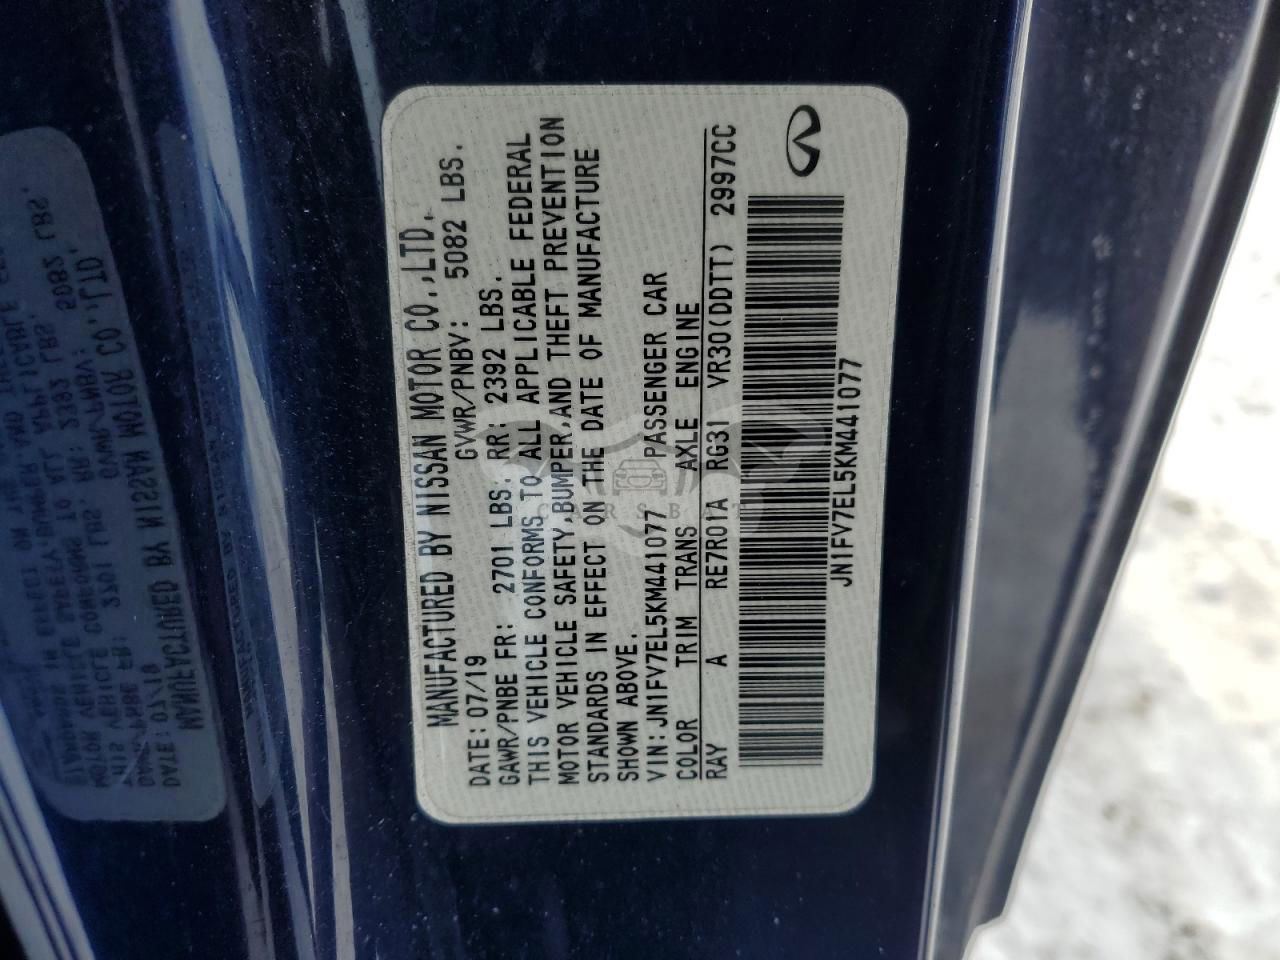 MANUFACTURED BY NISSAN MOTOR CO.,LTD.
GVWR/PNBV: 5082 LBS.
DATE: 07/19
GAWR/PNBE FR: 2701 LBS. RR: 2392 LBS.
THIS VEHICLE CONFORMS TO ALL APPLICABLE FEDERAL
MOTOR VEHICLE SAFETY,BUMPER,AND THEFT PREVENTION
STANDARDS IN EFFECT ON THE DATE OF MANUFACTURE
SHOWN ABOVE.
VIN: JN1FV7EL5KM441077 PASSENGER CAR
COLOR TRIM TRANS AXLE ENGINE
RAY A RE7R01A RG31 VR30(DDTT) 2997CC
JN1FV7EL5KM441077
CARSBAT